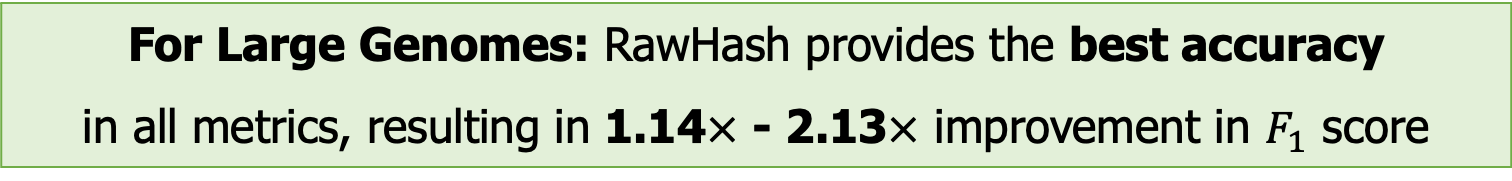 For Large Genomes: RawHash provides the best accuracy
in all metrics, resulting in 1.14× - 2.13× improvement in F₁ score